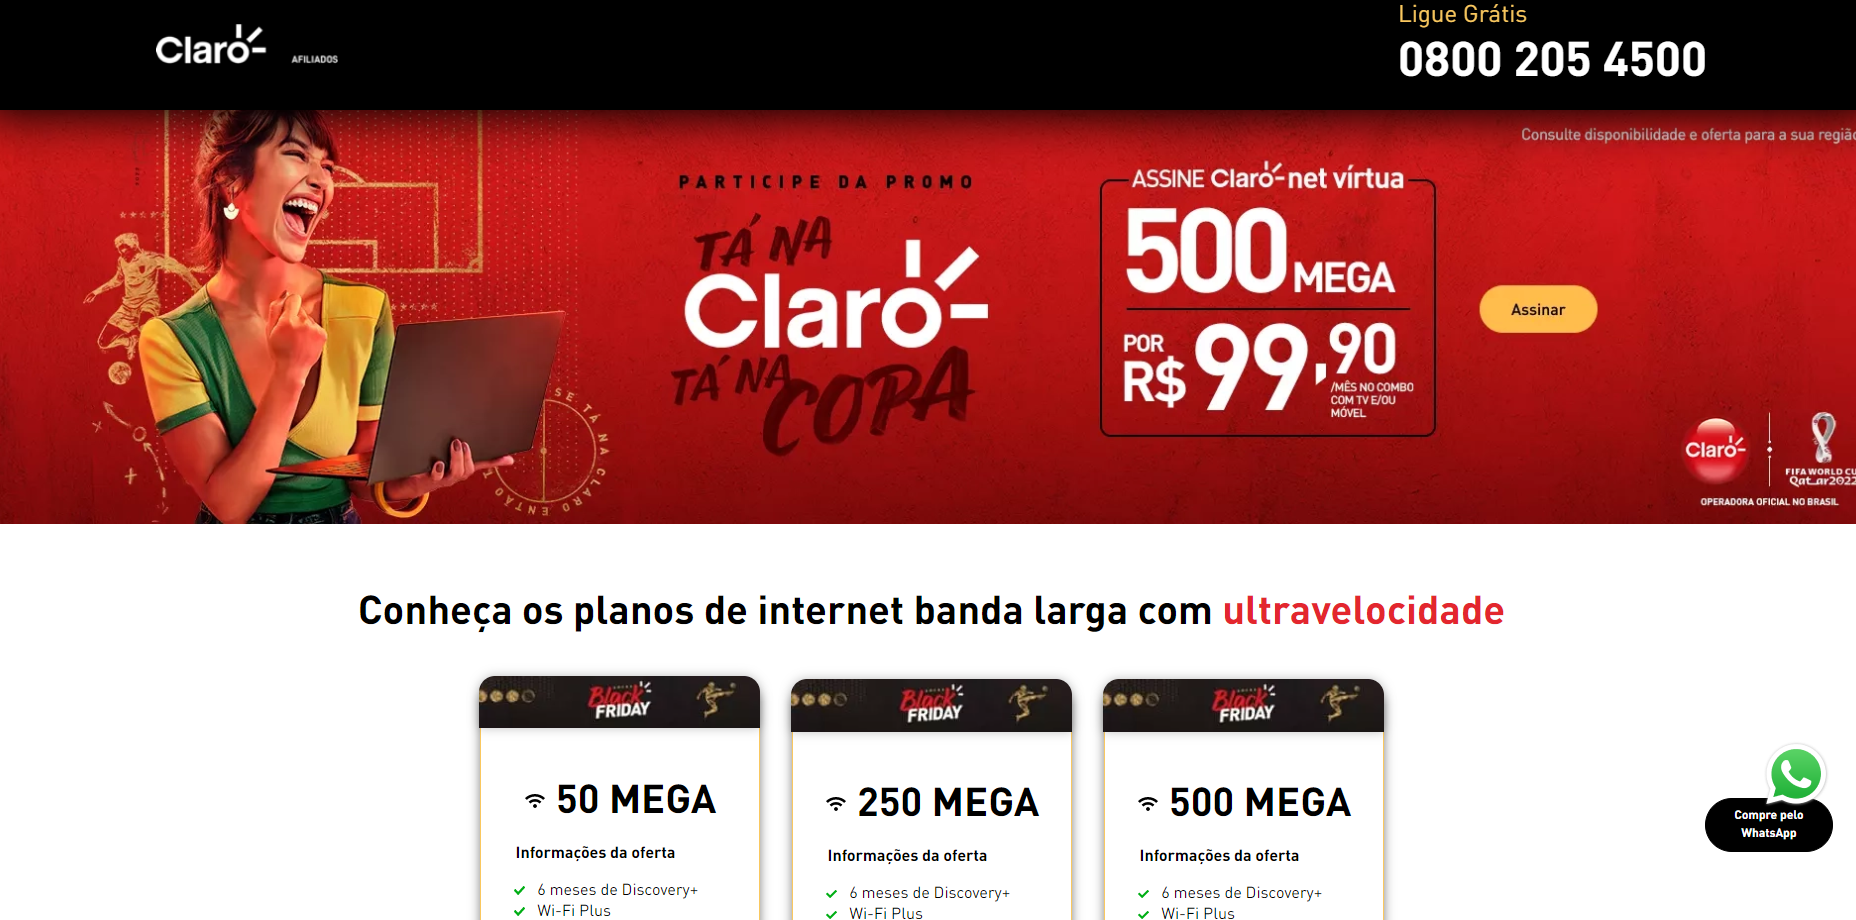 Claro
AFILIADOS
Ligue Grátis
0800 205 4500
Consulte disponibilidade e oferta para a sua região
PARTICIPE DA PROMO
TÁ NA
Claro
TÁ NA
COPA
ASSINE Claro net vírtua
500 MEGA
POR
R$ 99,90
/MÊS NO COMBO
COM TV E/OU
MÓVEL
Assinar
SE TÁ NA CLARO ENTÃO T
Claro
FIFA WORLD CU
Qatar2022
OPERADORA OFICIAL NO BRASIL
Conheça os planos de internet banda larga com ultravelocidade
Black
FRIDAY
50 MEGA
Informações da oferta
6 meses de Discovery+
Wi-Fi Plus
Black
FRIDAY
250 MEGA
Informações da oferta
6 meses de Discovery+
Wi-Fi Plus
Black
FRIDAY
500 MEGA
Informações da oferta
6 meses de Discovery+
Wi-Fi Plus
Compre pelo
WhatsApp